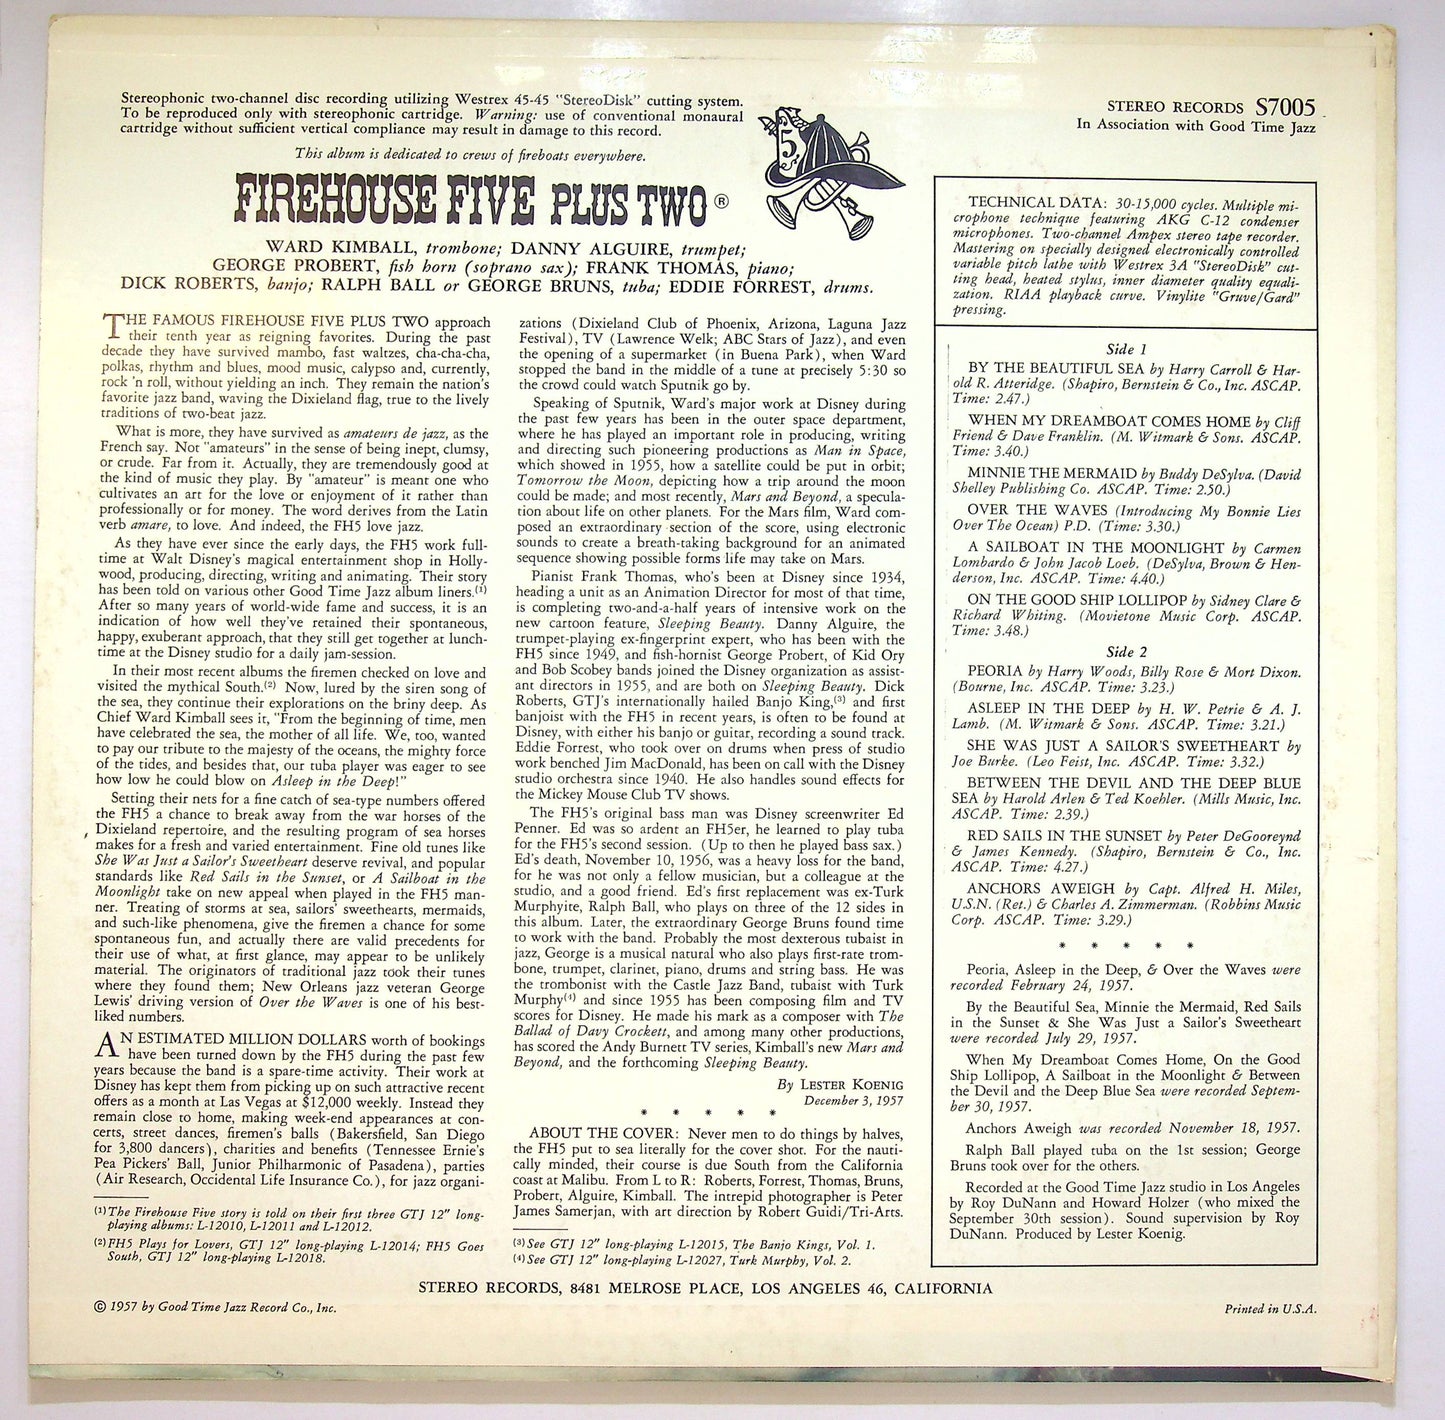 Stereophonic two-channel disc recording utilizing Westrex 45-45 "StereoDisk" cutting system.
To be reproduced only with stereophonic cartridge. Warning: use of conventional monaural
cartridge without sufficient vertical compliance may result in damage to this record.
This album is dedicated to crews of fireboats everywhere.
FIREHOUSE FIVE PLUS TWO ®
5
STEREO RECORDS S7005
In Association with Good Time Jazz
WARD KIMBALL, trombone; DANNY ALGUIRE, trumpet;
GEORGE PROBERT, fish horn (soprano sax); FRANK THOMAS, piano;
DICK ROBERTS, banjo; RALPH BALL or GEORGE BRUNS, tuba; EDDIE FORREST, drums.
THE FAMOUS FIREHOUSE FIVE PLUS TWO approach
their tenth year as reigning favorites. During the past
decade they have survived mambo, fast waltzes, cha-cha-cha,
polkas, rhythm and blues, mood music, calypso and, currently,
rock 'n roll, without yielding an inch. They remain the nation's
favorite jazz band, waving the Dixieland flag, true to the lively
traditions of two-beat jazz.
What is more, they have survived as amateurs de jazz, as the
French say. Not "amateurs" in the sense of being inept, clumsy,
or crude. Far from it. Actually, they are tremendously good at
the kind of music they play. By "amateur" is meant one who
cultivates an art for the love or enjoyment of it rather than
professionally or for money. The word derives from the Latin
verb amare, to love. And indeed, the FH5 love jazz.
As they have ever since the early days, the FH5 work full-
time at Walt Disney's magical entertainment shop in Holly-
wood, producing, directing, writing and animating. Their story
has been told on various other Good Time Jazz album liners.(1)
After so many years of world-wide fame and success, it is an
indication of how well they've retained their spontaneous,
happy, exuberant approach, that they still get together at lunch-
time at the Disney studio for a daily jam-session.
In their most recent albums the firemen checked on love and
visited the mythical South.(2) Now, lured by the siren song of
the sea, they continue their explorations on the briny deep. As
Chief Ward Kimball sees it, "From the beginning of time, men
have celebrated the sea, the mother of all life. We, too, wanted
to pay our tribute to the majesty of the oceans, the mighty force
of the tides, and besides that, our tuba player was eager to see
how low he could blow on Asleep in the Deep!"
Setting their nets for a fine catch of sea-type numbers offered
the FH5 a chance to break away from the war horses of the
Dixieland repertoire, and the resulting program of sea horses
makes for a fresh and varied entertainment. Fine old tunes like
She Was Just a Sailor's Sweetheart deserve revival, and popular
standards like Red Sails in the Sunset, or A Sailboat in the
Moonlight take on new appeal when played in the FH5 man-
ner. Treating of storms at sea, sailors' sweethearts, mermaids,
and such-like phenomena, give the firemen a chance for some
spontaneous fun, and actually there are valid precedents for
their use of what, at first glance, may appear to be unlikely
material. The originators of traditional jazz took their tunes
where they found them; New Orleans jazz veteran George
Lewis' driving version of Over the Waves is one of his best-
liked numbers.
AN ESTIMATED MILLION DOLLARS worth of bookings
have been turned down by the FH5 during the past few
years because the band is a spare-time activity. Their work at
Disney has kept them from picking up on such attractive recent
offers as a month at Las Vegas at $12,000 weekly. Instead they
remain close to home, making week-end appearances at con-
certs, street dances, firemen's balls (Bakersfield, San Diego
for 3,800 dancers), charities and benefits (Tennessee Ernie's
Pea Pickers' Ball, Junior Philharmonic of Pasadena), parties
(Air Research, Occidental Life Insurance Co.), for jazz organi-
(1)The Firehouse Five story is told on their first three GTJ 12" long-
playing albums: L-12010, L-12011 and L-12012.
(2)FH5 Plays for Lovers, GTJ 12" long-playing L-12014; FH5 Goes
South, GTJ 12" long-playing L-12018.
zations (Dixieland Club of Phoenix, Arizona, Laguna Jazz
Festival), TV (Lawrence Welk; ABC Stars of Jazz), and even
the opening of a supermarket (in Buena Park), when Ward
stopped the band in the middle of a tune at precisely 5:30 so
the crowd could watch Sputnik go by.
Speaking of Sputnik, Ward's major work at Disney during
the past few years has been in the outer space department,
where he has played an important role in producing, writing
and directing such pioneering productions as Man in Space,
which showed in 1955, how a satellite could be put in orbit;
Tomorrow the Moon, depicting how a trip around the moon
could be made; and most recently, Mars and Beyond, a specula-
tion about life on other planets. For the Mars film, Ward com-
posed an extraordinary section of the score, using electronic
sounds to create a breath-taking background for an animated
sequence showing possible forms life may take on Mars.
Pianist Frank Thomas, who's been at Disney since 1934,
heading a unit as an Animation Director for most of that time,
is completing two-and-a-half years of intensive work on the
new cartoon feature, Sleeping Beauty. Danny Alguire, the
trumpet-playing ex-fingerprint expert, who has been with the
FH5 since 1949, and fish-hornist George Probert, of Kid Ory
and Bob Scobey bands joined the Disney organization as assist-
ant directors in 1955, and are both on Sleeping Beauty. Dick
Roberts, GTJ's internationally hailed Banjo King,(3) and first
banjoist with the FH5 in recent years, is often to be found at
Disney, with either his banjo or guitar, recording a sound track.
Eddie Forrest, who took over on drums when press of studio
work benched Jim MacDonald, has been on call with the Disney
studio orchestra since 1940. He also handles sound effects for
the Mickey Mouse Club TV shows.
The FH5's original bass man was Disney screenwriter Ed
Penner. Ed was so ardent an FH5er, he learned to play tuba
for the FH5's second session. (Up to then he played bass sax.)
Ed's death, November 10, 1956, was a heavy loss for the band,
for he was not only a fellow musician, but a colleague at the
studio, and a good friend. Ed's first replacement was ex-Turk
Murphyite, Ralph Ball, who plays on three of the 12 sides in
this album. Later, the extraordinary George Bruns found time
to work with the band. Probably the most dexterous tubaist in
jazz, George is a musical natural who also plays first-rate trom-
bone, trumpet, clarinet, piano, drums and string bass. He was
the trombonist with the Castle Jazz Band, tubaist with Turk
Murphy(4) and since 1955 has been composing film and TV
scores for Disney. He made his mark as a composer with The
Ballad of Davy Crockett, and among many other productions,
has scored the Andy Burnett TV series, Kimball's new Mars and
Beyond, and the forthcoming Sleeping Beauty.
By LESTER KOENIG
December 3, 1957
* * * * *
ABOUT THE COVER: Never men to do things by halves,
the FH5 put to sea literally for the cover shot. For the nauti-
cally minded, their course is due South from the California
coast at Malibu. From L to R: Roberts, Forrest, Thomas, Bruns,
Probert, Alguire, Kimball. The intrepid photographer is Peter
James Samerjan, with art direction by Robert Guidi/Tri-Arts.
(3)See GTJ 12" long-playing L-12015, The Banjo Kings, Vol. 1.
(4)See GTJ 12" long-playing L-12027, Turk Murphy, Vol. 2.
TECHNICAL DATA: 30-15,000 cycles. Multiple mi-
crophone technique featuring AKG C-12 condenser
microphones. Two-channel Ampex stereo tape recorder.
Mastering on specially designed electronically controlled
variable pitch lathe with Westrex 3A "StereoDisk" cut-
ting head, heated stylus, inner diameter quality equali-
zation. RIAA playback curve. Vinylite "Gruve/Gard"
pressing.
Side 1
BY THE BEAUTIFUL SEA by Harry Carroll & Har-
old R. Atteridge. (Shapiro, Bernstein & Co., Inc. ASCAP.
Time: 2.47.)
WHEN MY DREAMBOAT COMES HOME by Cliff
Friend & Dave Franklin. (M. Witmark & Sons. ASCAP.
Time: 3.40.)
MINNIE THE MERMAID by Buddy DeSylva. (David
Shelley Publishing Co. ASCAP. Time: 2.50.)
OVER THE WAVES (Introducing My Bonnie Lies
Over The Ocean) P.D. (Time: 3.30.)
A SAILBOAT IN THE MOONLIGHT by Carmen
Lombardo & John Jacob Loeb. (DeSylva, Brown & Hen-
derson, Inc. ASCAP. Time: 4.40.)
ON THE GOOD SHIP LOLLIPOP by Sidney Clare &
Richard Whiting. (Movietone Music Corp. ASCAP.
Time: 3.48.)
Side 2
PEORIA by Harry Woods, Billy Rose & Mort Dixon.
(Bourne, Inc. ASCAP. Time: 3.23.)
ASLEEP IN THE DEEP by H. W. Petrie & A. J.
Lamb. (M. Witmark & Sons. ASCAP. Time: 3.21.)
SHE WAS JUST A SAILOR'S SWEETHEART by
Joe Burke. (Leo Feist, Inc. ASCAP. Time: 3.32.)
BETWEEN THE DEVIL AND THE DEEP BLUE
SEA by Harold Arlen & Ted Koehler. (Mills Music, Inc.
ASCAP. Time: 2.39.)
RED SAILS IN THE SUNSET by Peter DeGooreynd
& James Kennedy. (Shapiro, Bernstein & Co., Inc.
ASCAP. Time: 4.27.)
ANCHORS AWEIGH by Capt. Alfred H. Miles,
U.S.N. (Ret.) & Charles A. Zimmerman. (Robbins Music
Corp. ASCAP. Time: 3.29.)
* * * * *
Peoria, Asleep in the Deep, & Over the Waves were
recorded February 24, 1957.
By the Beautiful Sea, Minnie the Mermaid, Red Sails
in the Sunset & She Was Just a Sailor's Sweetheart
were recorded July 29, 1957.
When My Dreamboat Comes Home, On the Good
Ship Lollipop, A Sailboat in the Moonlight & Between
the Devil and the Deep Blue Sea were recorded Septem-
ber 30, 1957.
Anchors Aweigh was recorded November 18, 1957.
Ralph Ball played tuba on the 1st session; George
Bruns took over for the others.
Recorded at the Good Time Jazz studio in Los Angeles
by Roy DuNann and Howard Holzer (who mixed the
September 30th session). Sound supervision by Roy
DuNann. Produced by Lester Koenig.
STEREO RECORDS, 8481 MELROSE PLACE, LOS ANGELES 46, CALIFORNIA
© 1957 by Good Time Jazz Record Co., Inc.
Printed in U.S.A.